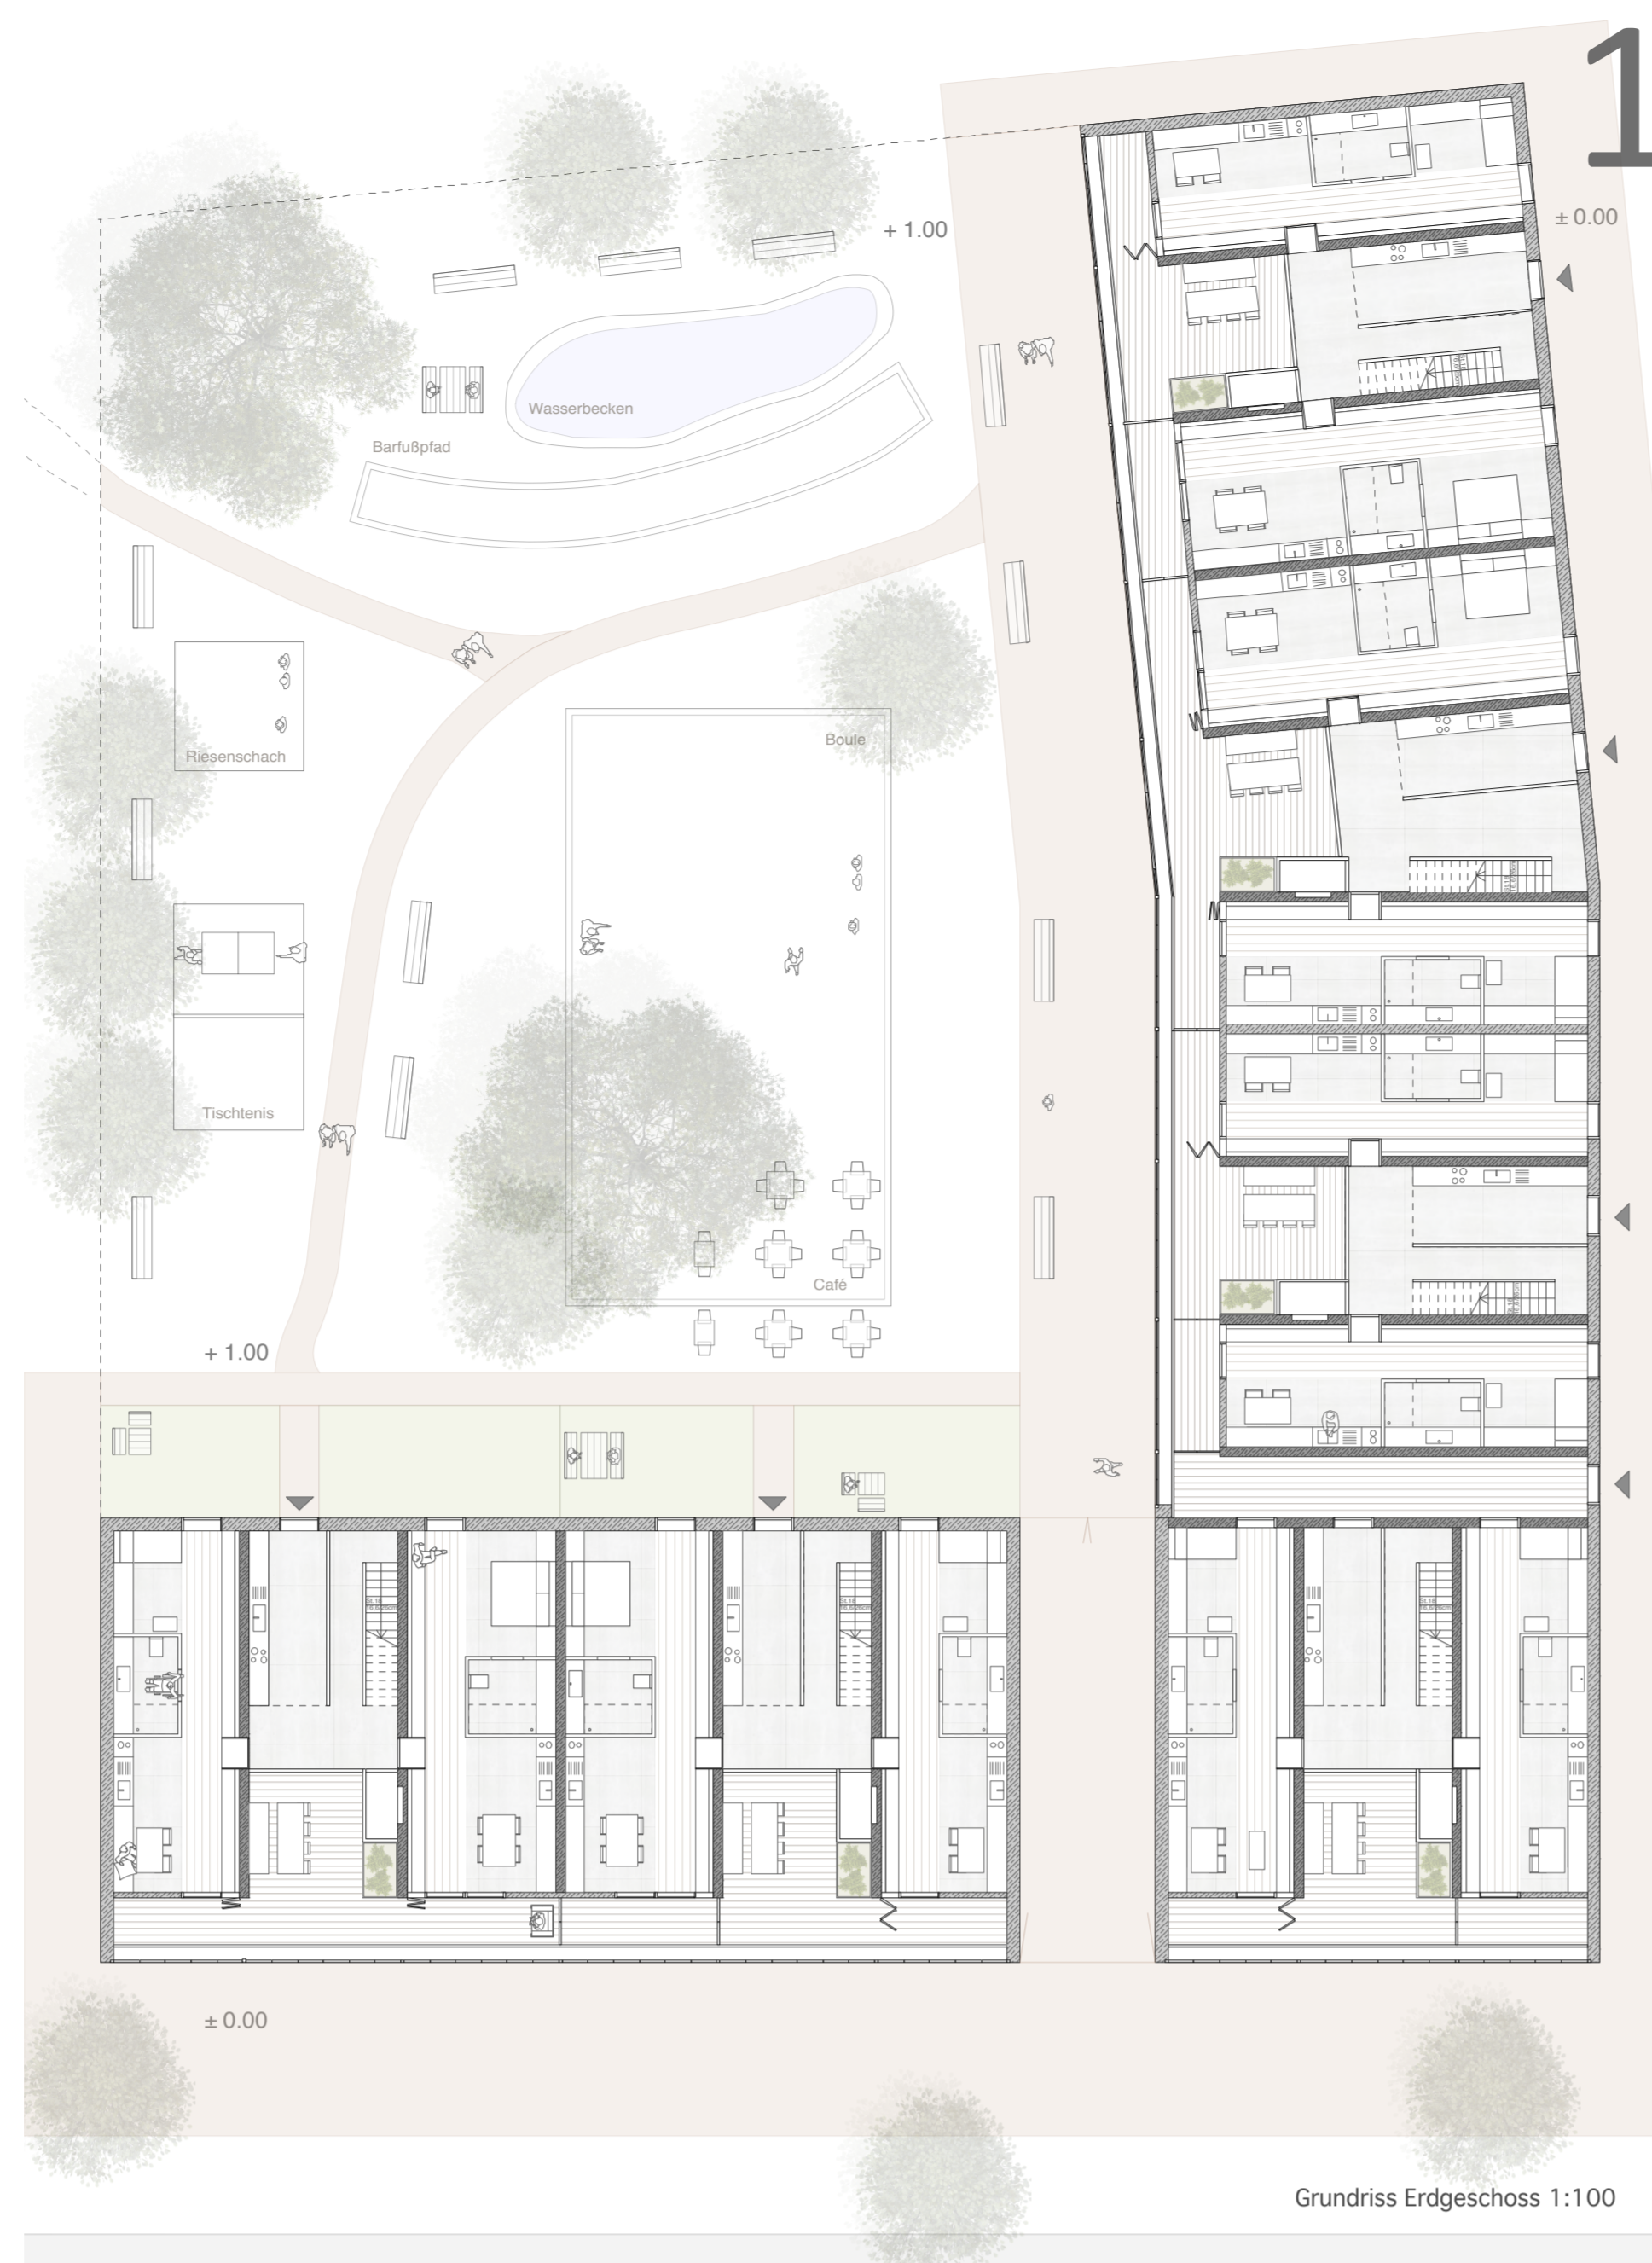 1
± 0.00
+ 1.00
Wasserbecken
Barfußpfad
Riesenschach
Boule
Tischtenis
Café
+ 1.00
± 0.00
Grundriss Erdgeschoss 1:100